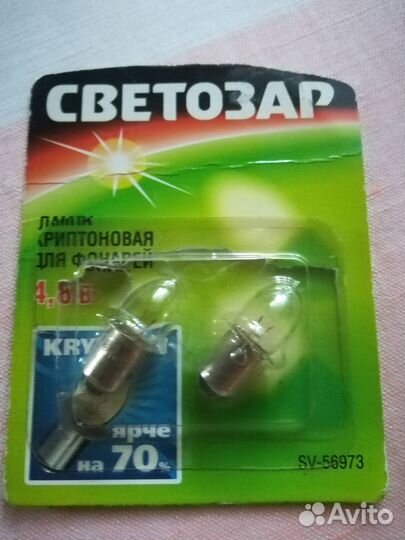 СВЕТОЗАР
ЛАМПА
КРИПТОНОВАЯ
ДЛЯ ФОНАРЕЙ
4,8 В
ярче
на 70%
SV-56973
Avito